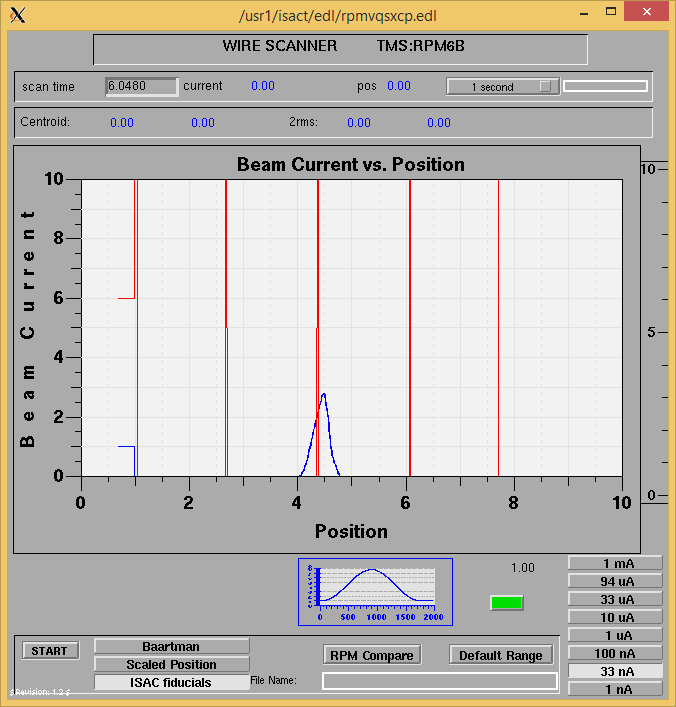 /usr1/isact/edl/rpmvqsxcp.edl
WIRE SCANNER TMS:RPM6B
scan time 6.0480 current 0.00 pos 0.00 1 second
Centroid: 0.00 0.00 2rms: 0.00 0.00
Beam Current vs. Position
10 8 6 4 2 0
Beam Current
10 5 0
0 2 4 6 8 10
Position
8
0 500 1000 1500 2000
1.00
1 mA
94 uA
33 uA
10 uA
1 uA
100 nA
33 nA
1 nA
START
Baartman
Scaled Position
ISAC fiducials
RPM Compare
Default Range
File Name:
$Revision: 1.2 $